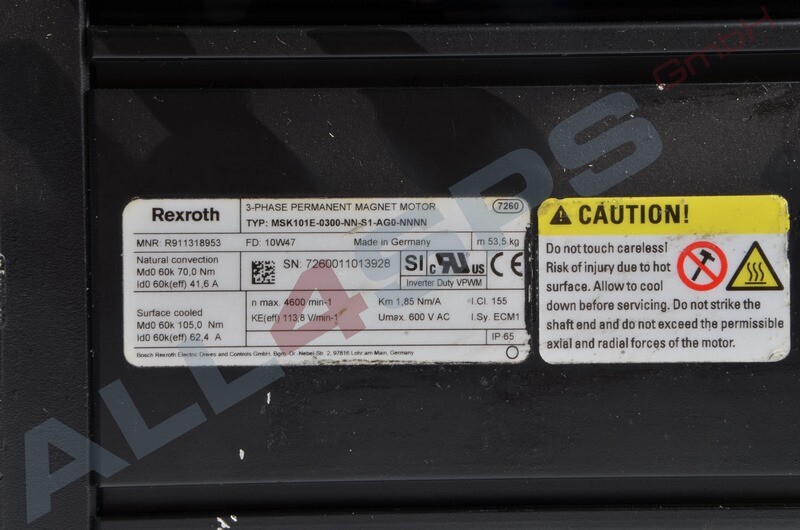 Rexroth
3-PHASE PERMANENT MAGNET MOTOR
7260
TYP: MSK101E-0300-NN-S1-AG0-NNNN
MNR: R911318953
FD: 10W47
Made in Germany
m 53,5 kg
Natural convection
Md0 60k 70,0 Nm
Id0 60k(eff) 41,6 A
SN: 7260011013928
SI
c RU us
Inverter Duty VPWM
CE
Surface cooled
Md0 60k 105,0 Nm
Id0 60k(eff) 62,4 A
n max. 4600 min-1
Km 1,85 Nm/A
I.Cl. 155
KE(eff) 113,8 V/min-1
Umax. 600 V AC
I.Sy. ECM1
IP 65
Bosch Rexroth Electric Drives and Controls GmbH, Bgm.-Dr.-Nebel-Str. 2, 97816 Lohr am Main, Germany
CAUTION!
Do not touch careless!
Risk of injury due to hot
surface. Allow to cool
down before servicing. Do not strike the
shaft end and do not exceed the permissible
axial and radial forces of the motor.
ALL4SPS
GmbH